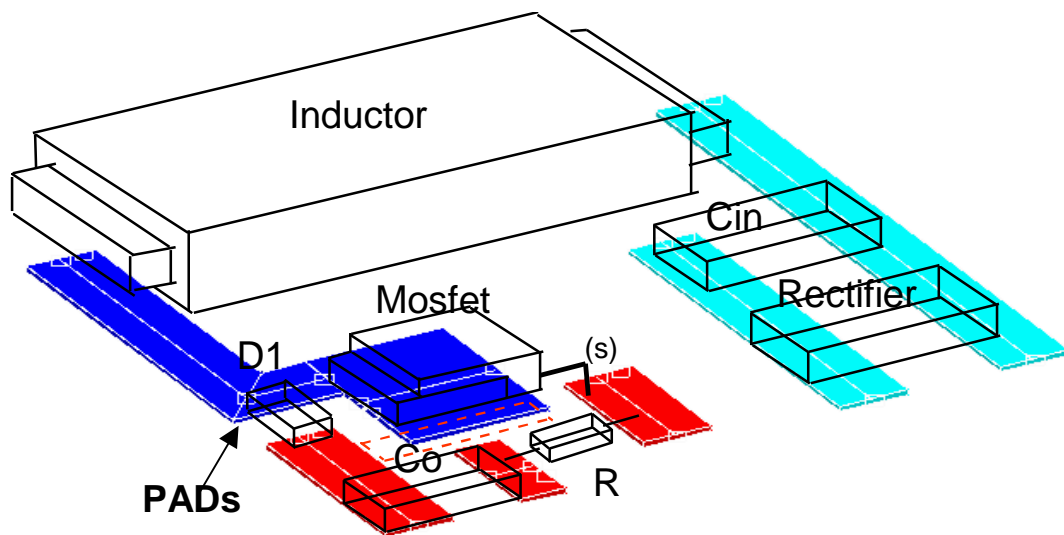 Inductor
Cin
Rectifier
Mosfet
D1
(s)
Co
R
PADs